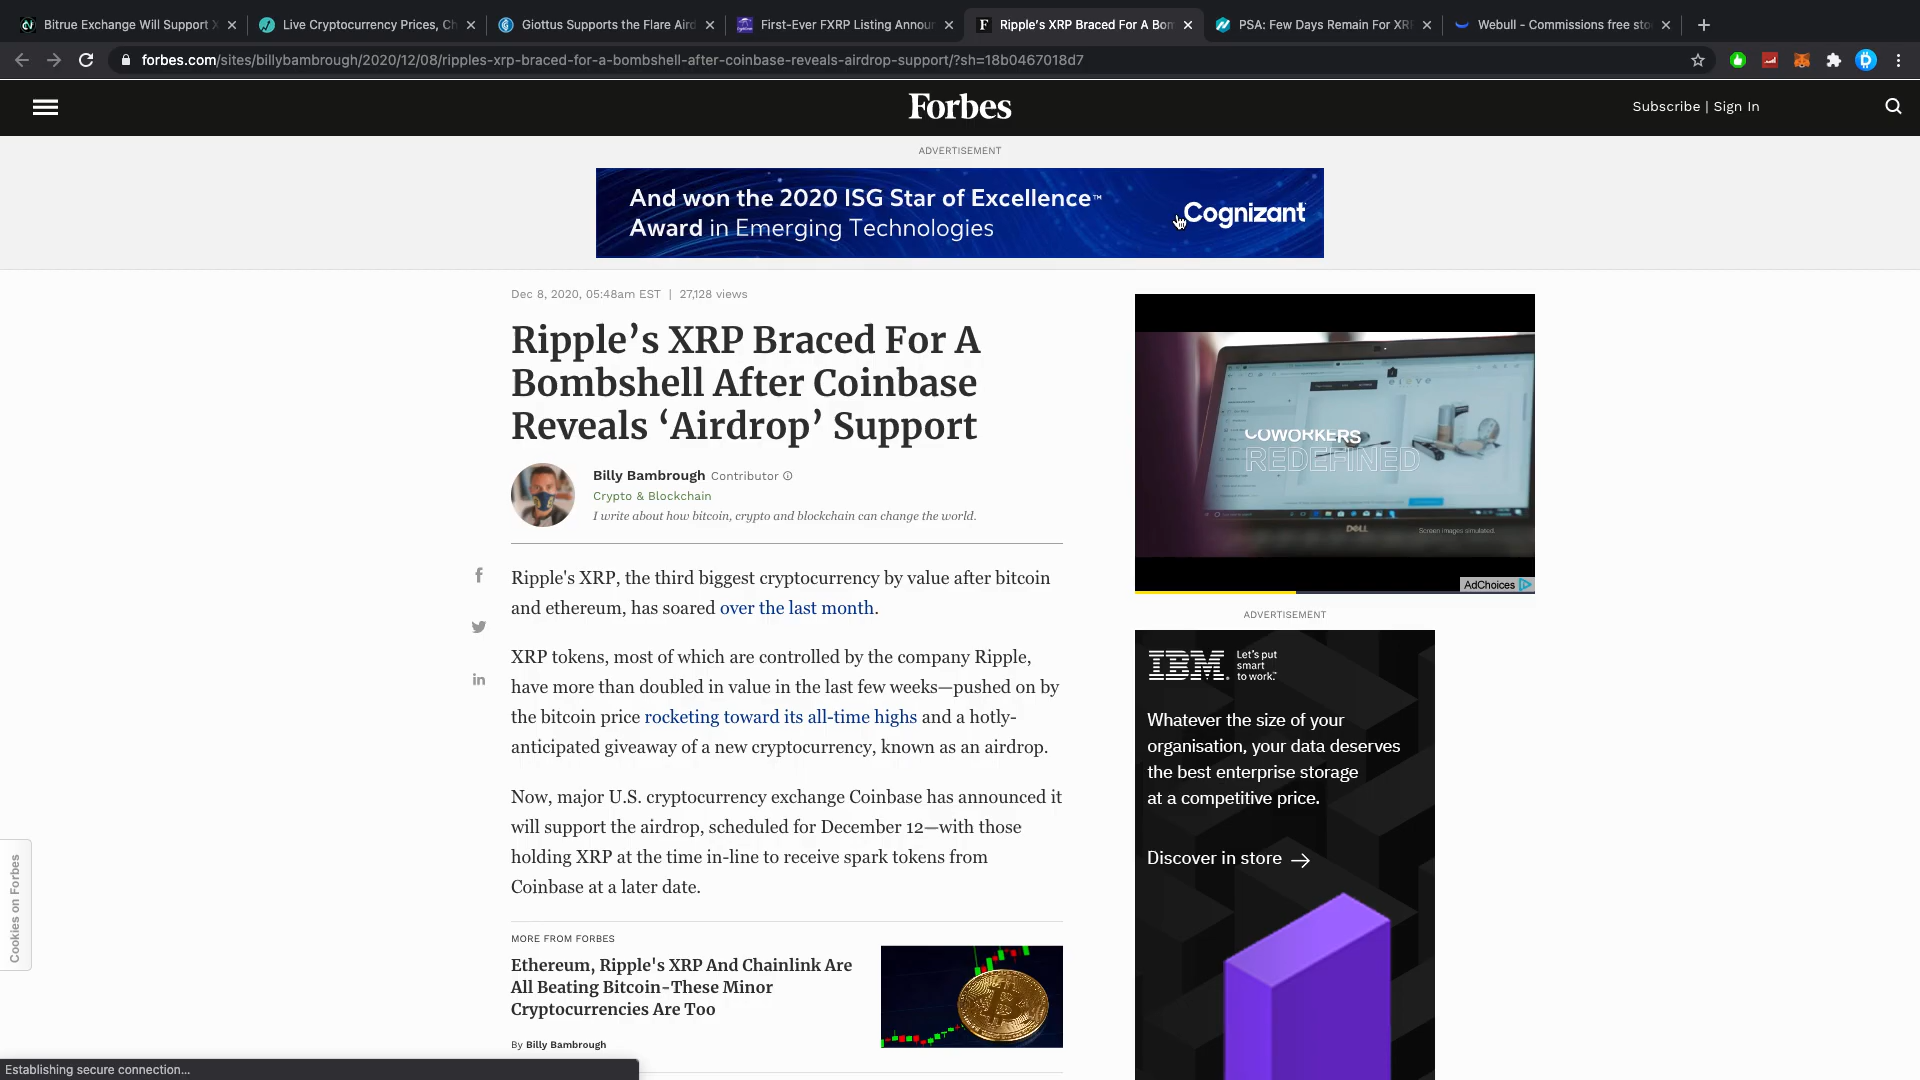 Bitrue Exchange Will Support X
Live Cryptocurrency Prices, Ch
Giottus Supports the Flare Aird
First-Ever FXRP Listing Annour
Ripple's XRP Braced For A Bom
PSA: Few Days Remain For XRP
Webull - Commissions free sto
forbes.com/sites/billybambrough/2020/12/08/ripples-xrp-braced-for-a-bombshell-after-coinbase-reveals-airdrop-support/?sh=18b0467018d7
Forbes
Subscribe | Sign In
ADVERTISEMENT
And won the 2020 ISG Star of Excellence™
Award in Emerging Technologies
Cognizant
Dec 8, 2020, 05:48am EST | 27,128 views
Ripple’s XRP Braced For A
Bombshell After Coinbase
Reveals ‘Airdrop’ Support
Billy Bambrough Contributor
Crypto & Blockchain
I write about how bitcoin, crypto and blockchain can change the world.
Ripple's XRP, the third biggest cryptocurrency by value after bitcoin
and ethereum, has soared over the last month.
XRP tokens, most of which are controlled by the company Ripple,
have more than doubled in value in the last few weeks—pushed on by
the bitcoin price rocketing toward its all-time highs and a hotly-
anticipated giveaway of a new cryptocurrency, known as an airdrop.
Now, major U.S. cryptocurrency exchange Coinbase has announced it
will support the airdrop, scheduled for December 12—with those
holding XRP at the time in-line to receive spark tokens from
Coinbase at a later date.
MORE FROM FORBES
Ethereum, Ripple's XRP And Chainlink Are
All Beating Bitcoin–These Minor
Cryptocurrencies Are Too
By Billy Bambrough
COWORKERS
REDEFINED
DELL
Screen images simulated.
AdChoices
ADVERTISEMENT
IBM.
Let's put
smart
to work.™
Whatever the size of your
organisation, your data deserves
the best enterprise storage
at a competitive price.
Discover in store →
Cookies on Forbes
Establishing secure connection...